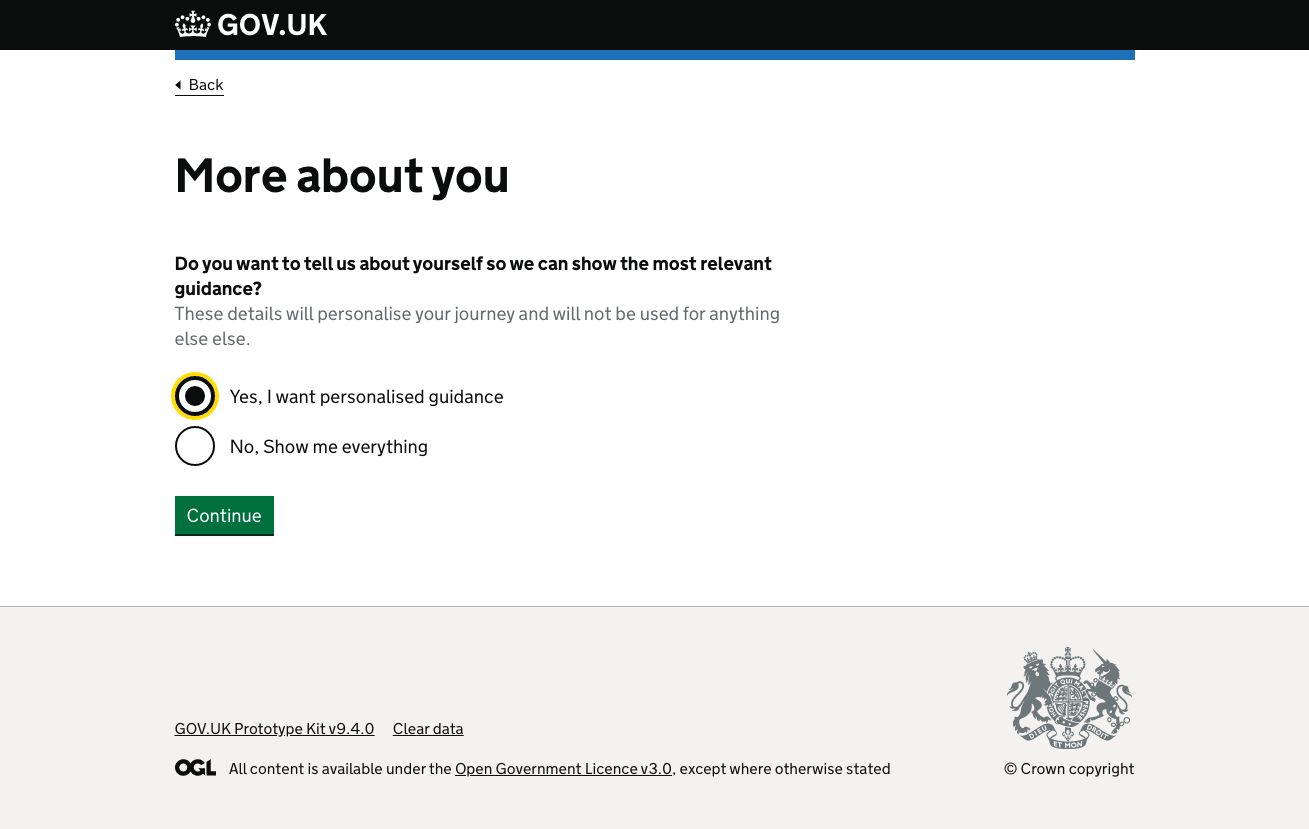 GOV.UK
Back
More about you
Do you want to tell us about yourself so we can show the most relevant
guidance?
These details will personalise your journey and will not be used for anything
else else.
Yes, I want personalised guidance
No, Show me everything
Continue
GOV.UK Prototype Kit v9.4.0 Clear data
OGL All content is available under the Open Government Licence v3.0, except where otherwise stated
DIEU ET MON DROIT
© Crown copyright